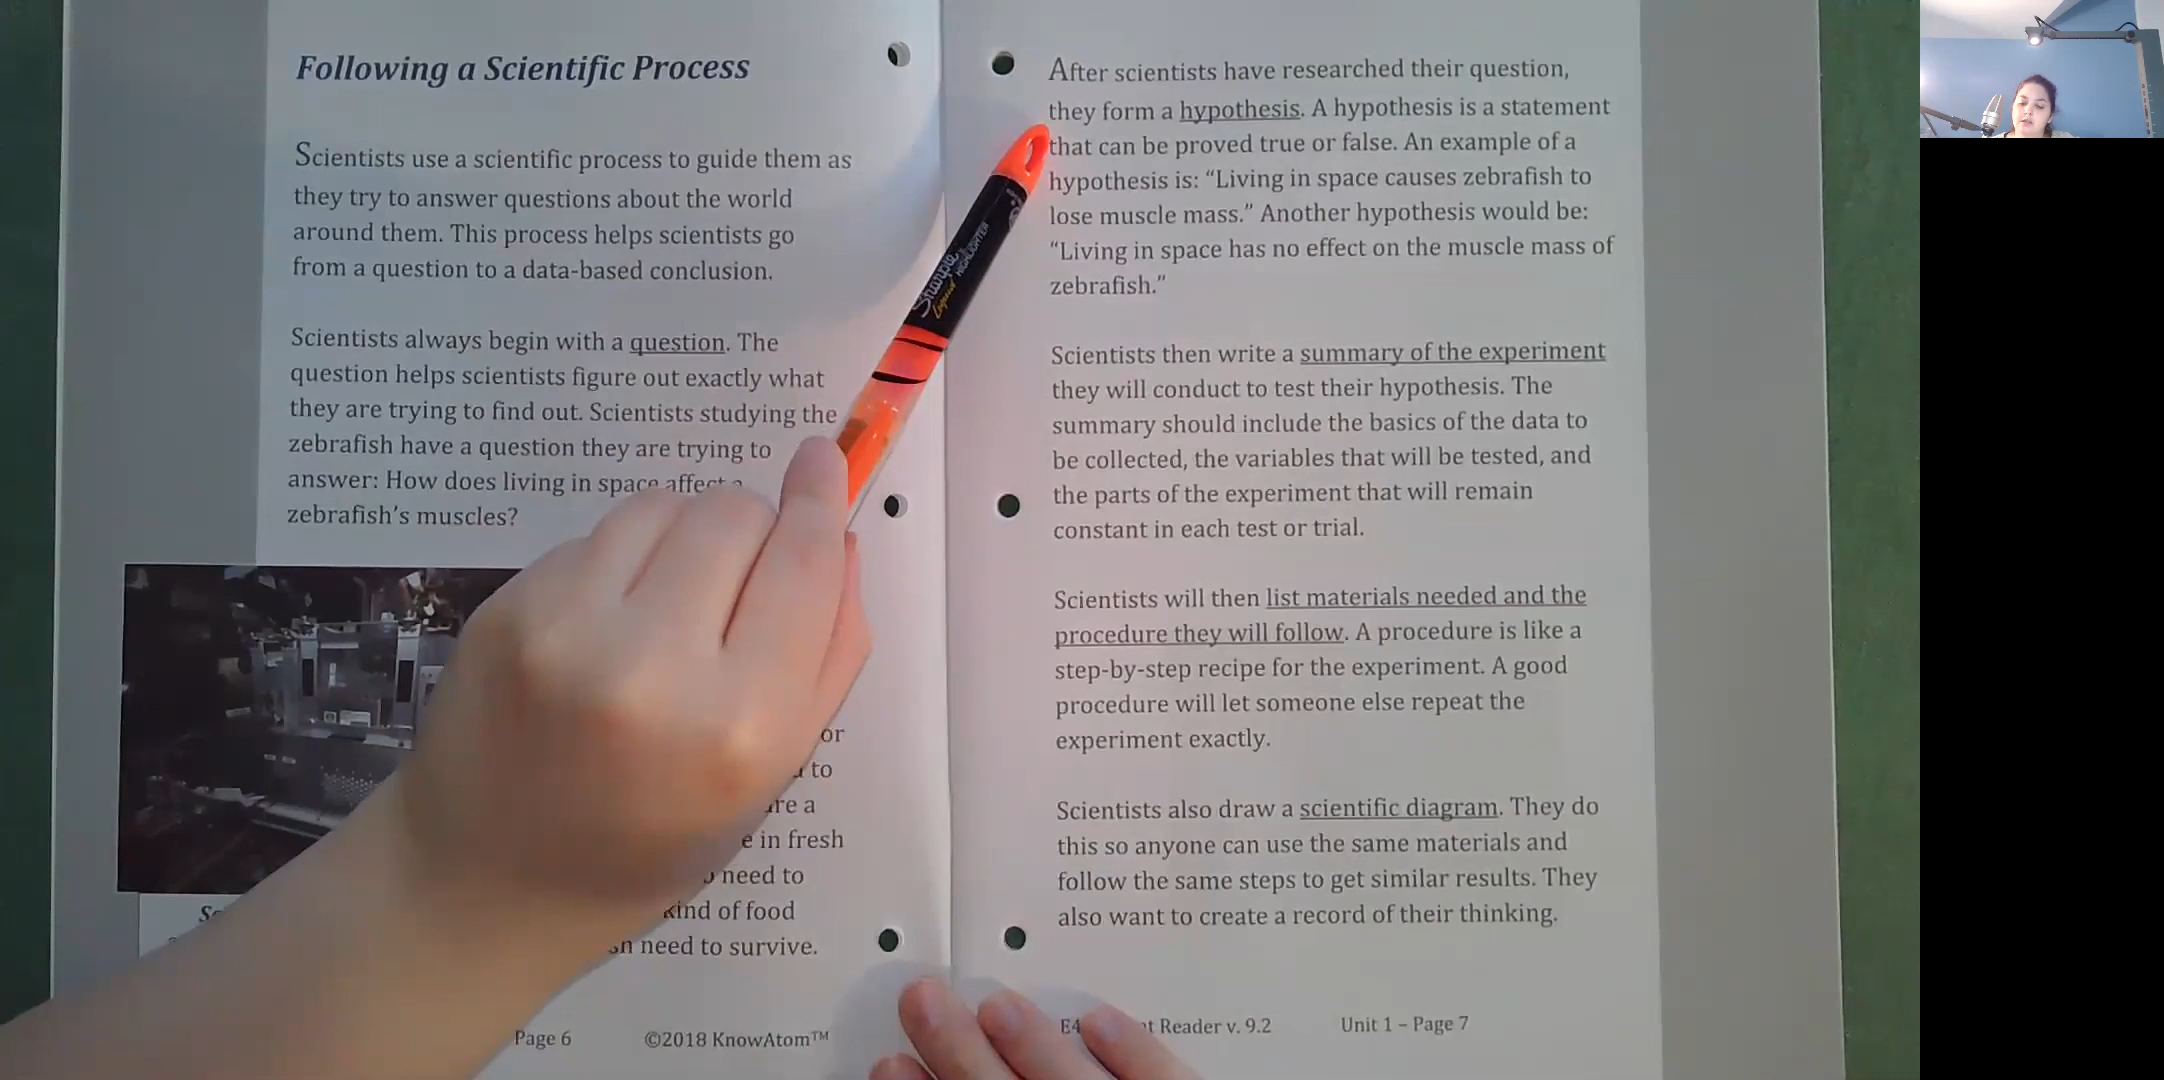 Following a Scientific Process
Scientists use a scientific process to guide them as
they try to answer questions about the world
around them. This process helps scientists go
from a question to a data-based conclusion.
Scientists always begin with a question. The
question helps scientists figure out exactly what
they are trying to find out. Scientists studying the
zebrafish have a question they are trying to
answer: How does living in space affect a
zebrafish's muscles?
or
to
a
in fresh
need to
kind of food
need to survive.
Page 6 ©2018 KnowAtom™
After scientists have researched their question,
they form a hypothesis. A hypothesis is a statement
that can be proved true or false. An example of a
hypothesis is: “Living in space causes zebrafish to
lose muscle mass.” Another hypothesis would be:
“Living in space has no effect on the muscle mass of
zebrafish.”
Scientists then write a summary of the experiment
they will conduct to test their hypothesis. The
summary should include the basics of the data to
be collected, the variables that will be tested, and
the parts of the experiment that will remain
constant in each test or trial.
Scientists will then list materials needed and the
procedure they will follow. A procedure is like a
step-by-step recipe for the experiment. A good
procedure will let someone else repeat the
experiment exactly.
Scientists also draw a scientific diagram. They do
this so anyone can use the same materials and
follow the same steps to get similar results. They
also want to create a record of their thinking.
Reader v. 9.2 Unit 1 – Page 7
Sharpie
Liquid
HIGHLIGHTER